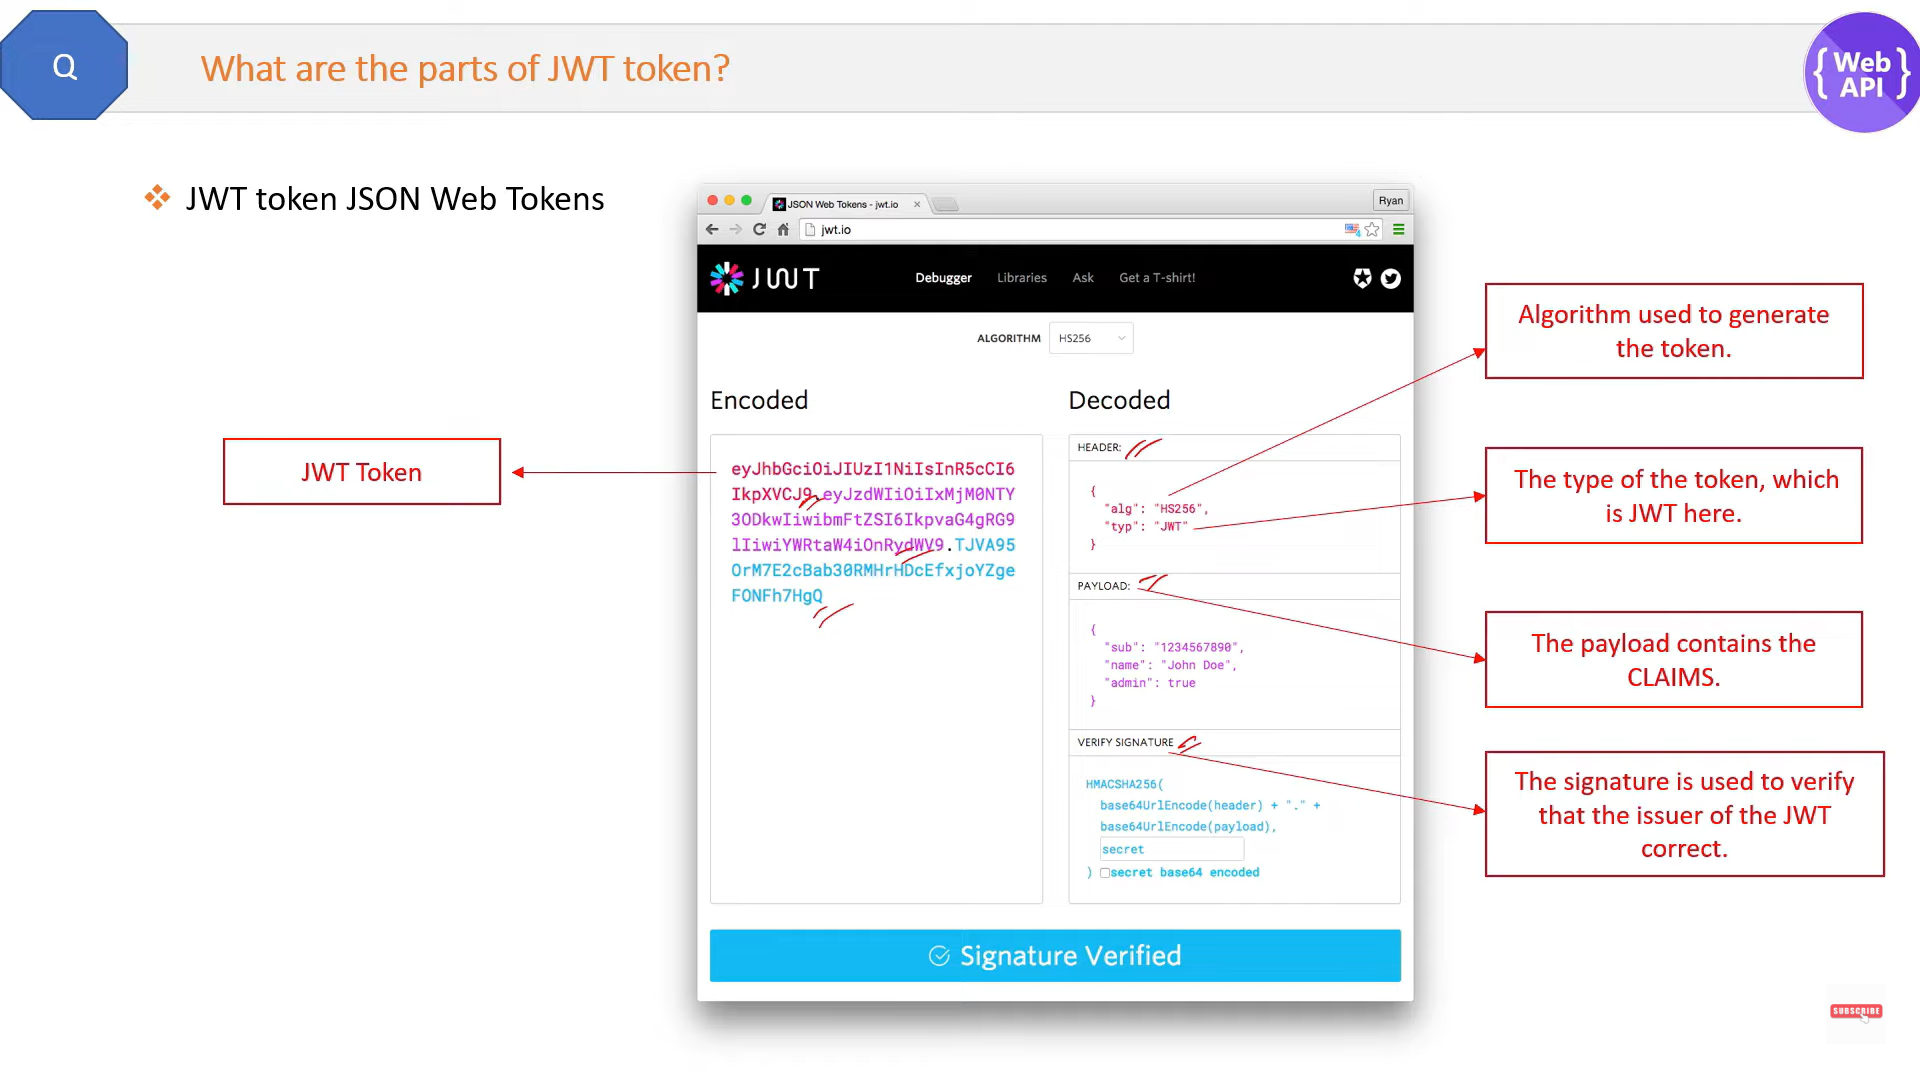 Q
What are the parts of JWT token?
{ Web API }
JWT token JSON Web Tokens
JSON Web Tokens - jwt.io
Ryan
jwt.io
JWT
Debugger
Libraries
Ask
Get a T-shirt!
ALGORITHM
HS256
Encoded
Decoded
JWT Token
eyJhbGciOiJIUzI1NiIsInR5cCI6
IkpXVCJ9.eyJzdWIiOiIxMjM0NTY
3ODkwIiwibmFtZSI6IkpvaG4gRG9
lIiwiYWRtaW4iOnRydWV9.TJVA95
OrM7E2cBab30RMHrHDcEfxjoYZge
FONFh7HgQ
HEADER:
{
"alg": "HS256",
"typ": "JWT"
}
PAYLOAD:
{
"sub": "1234567890",
"name": "John Doe",
"admin": true
}
VERIFY SIGNATURE
HMACSHA256(
base64UrlEncode(header) + "." +
base64UrlEncode(payload),
secret
) secret base64 encoded
Signature Verified
Algorithm used to generate
the token.
The type of the token, which
is JWT here.
The payload contains the
CLAIMS.
The signature is used to verify
that the issuer of the JWT
correct.
SUBSCRIBE